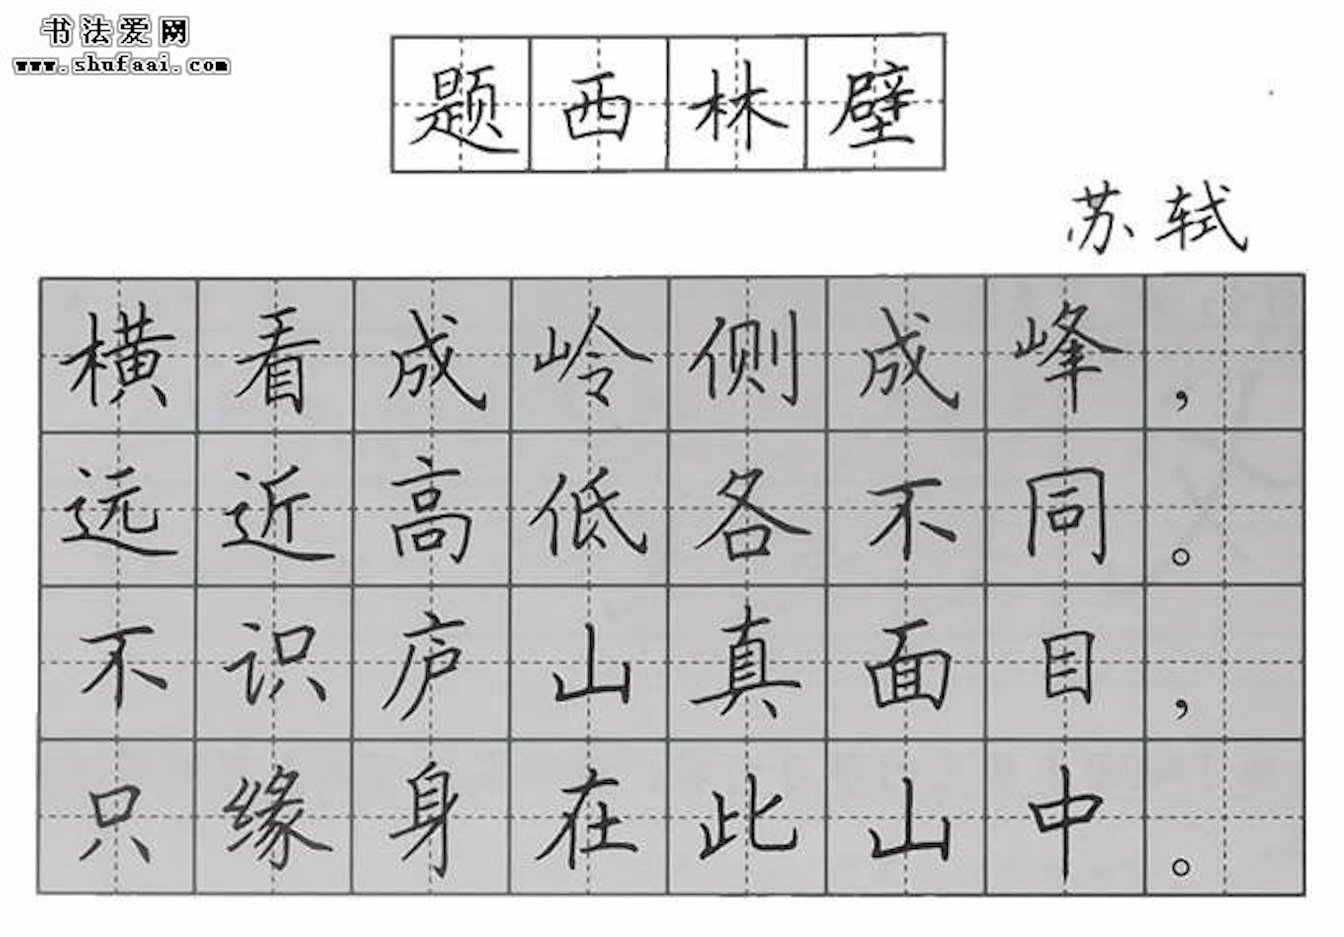 书法爱网
www.shufaai.com
题西林壁
苏轼
横看成岭侧成峰，
远近高低各不同。
不识庐山真面目，
只缘身在此山中。